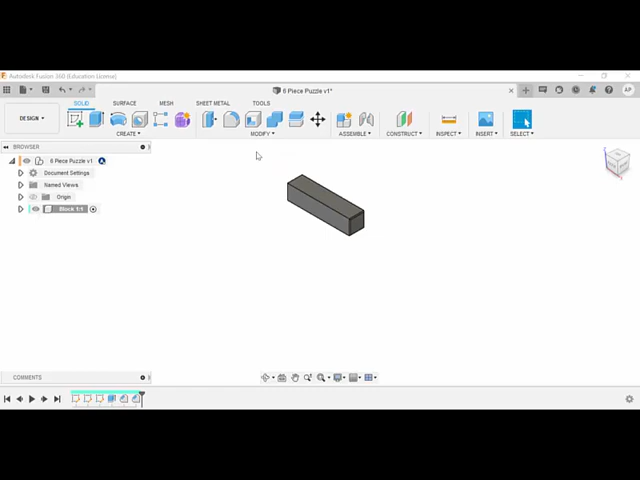 Autodesk Fusion 360 (Education License)
6 Piece Puzzle v1*
AP
SOLID SURFACE MESH SHEET METAL TOOLS
DESIGN
CREATE MODIFY ASSEMBLE CONSTRUCT INSPECT INSERT SELECT
BROWSER
6 Piece Puzzle v1
Document Settings
Named Views
Origin
Block 1:1
COMMENTS